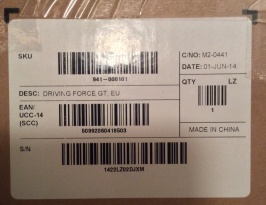 SKU
941-000101
C/NO: M2-0441
DATE: 01-JUN-14
DESC: DRIVING FORCE GT, EU
QTY LZ
1
EAN/
UCC-14
(SCC)
50992060418503
MADE IN CHINA
S/N
1422LZ02DJXM